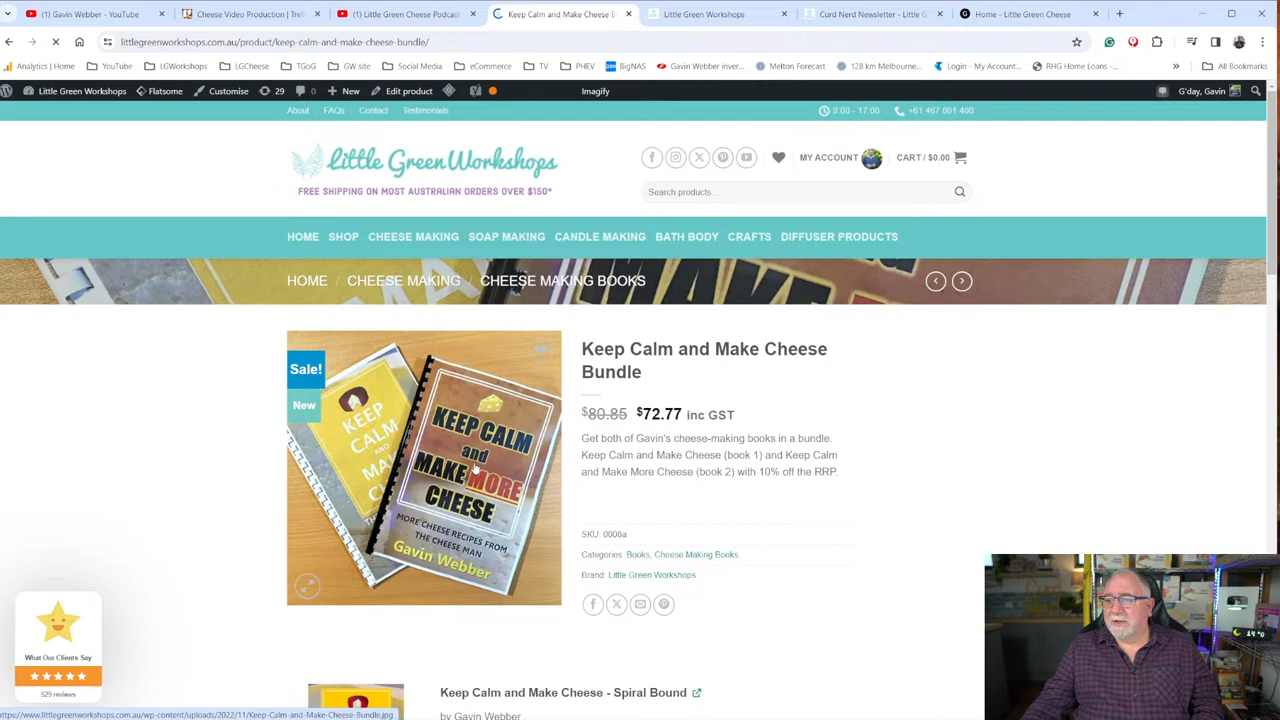 (1) Gavin Webber - YouTube
Cheese Video Production | Trell
(1) Little Green Cheese Podcast
Keep Calm and Make Cheese B
Little Green Workshops
Curd Nerd Newsletter - Little G
Home - Little Green Cheese
littlegreenworkshops.com.au/product/keep-calm-and-make-cheese-bundle/
Analytics | Home
YouTube
LGWorkshops
LGCheese
TGoG
GW site
Social Media
eCommerce
TV
PHEV
BigNAS
Gavin Webber inver...
Melton Forecast
128 km Melbourne...
Login - My Account...
RHG Home Loans -...
All Bookmarks
Little Green Workshops
Flatsome
Customise
29
0
New
Edit product
Imagify
G'day, Gavin
About
FAQs
Contact
Testimonials
9:00 - 17:00
+61 467 001 400
Little Green Workshops
FREE SHIPPING ON MOST AUSTRALIAN ORDERS OVER $150*
MY ACCOUNT
CART / $0.00
Search products...
HOME SHOP CHEESE MAKING SOAP MAKING CANDLE MAKING BATH BODY CRAFTS DIFFUSER PRODUCTS
HOME / CHEESE MAKING / CHEESE MAKING BOOKS
Sale!
New
KEEP
CALM
AND
KEEP CALM
and
MAKE MORE
CHEESE
MORE CHEESE RECIPES FROM
THE CHEESE MAN
Gavin Webber
Keep Calm and Make Cheese
Bundle
$80.85 $72.77 inc GST
Get both of Gavin's cheese-making books in a bundle.
Keep Calm and Make Cheese (book 1) and Keep Calm
and Make More Cheese (book 2) with 10% off the RRP.
SKU: 0008a
Categories: Books, Cheese Making Books
Brand: Little Green Workshops
What Our Clients Say
529 reviews
14°C
Keep Calm and Make Cheese - Spiral Bound
by Gavin Webber
https://www.littlegreenworkshops.com.au/wp-content/uploads/2022/11/Keep-Calm-and-Make-Cheese-Bundle.jpg